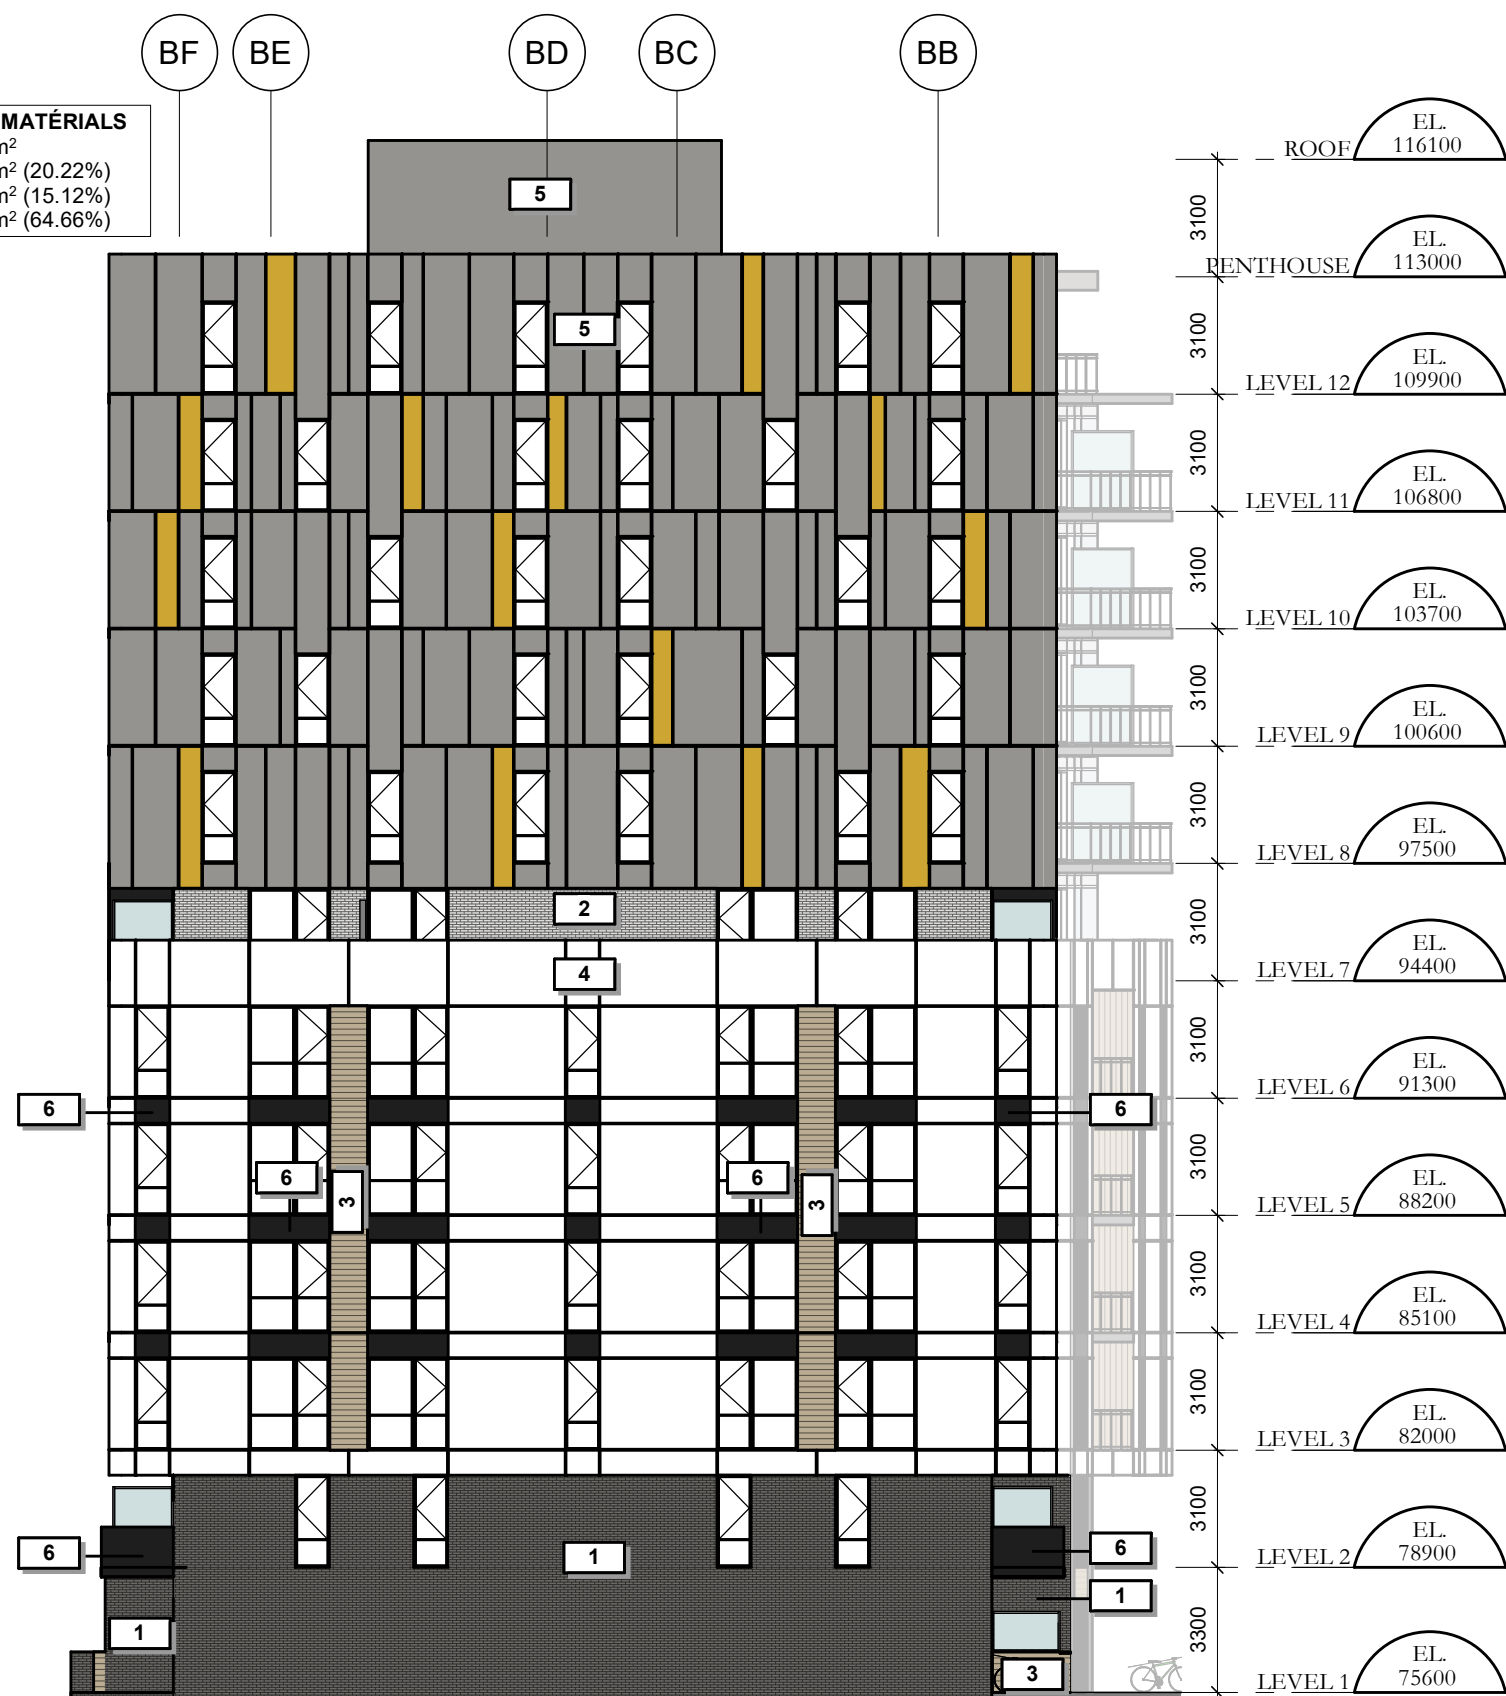 BF BE BD BC BB
MATÉRIALS
m²
m² (20.22%)
m² (15.12%)
m² (64.66%)
EL.
ROOF 116100
5
3100
EL.
PENTHOUSE 113000
5
3100
EL.
LEVEL 12 109900
3100
EL.
LEVEL 11 106800
3100
EL.
LEVEL 10 103700
3100
EL.
LEVEL 9 100600
3100
EL.
LEVEL 8 97500
2
3100
EL.
LEVEL 7 94400
4
3100
EL.
LEVEL 6 91300
6 6
3100
6 3 6 3
EL.
LEVEL 5 88200
3100
EL.
LEVEL 4 85100
3100
EL.
LEVEL 3 82000
3100
EL.
LEVEL 2 78900
6 1 6
1
1
3300
3
EL.
LEVEL 1 75600